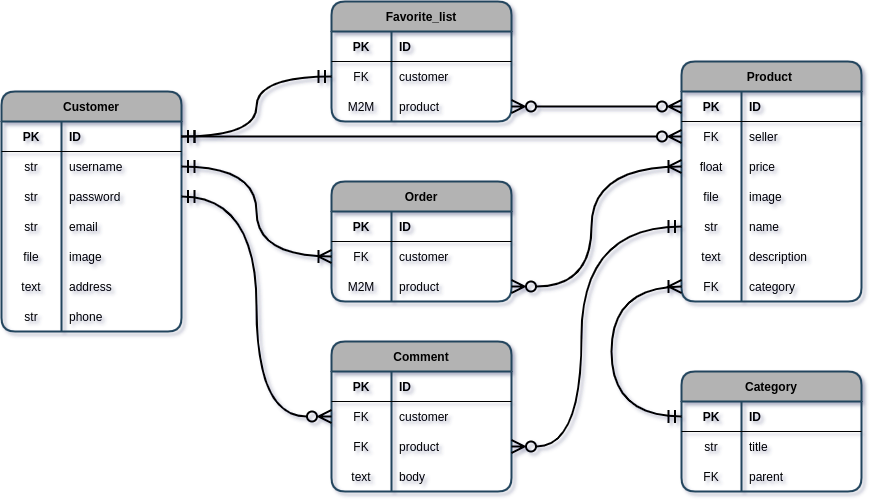 Favorite_list
PK ID
FK customer
M2M product
Customer
PK ID
str username
str password
str email
file image
text address
str phone
Product
PK ID
FK seller
float price
file image
str name
text description
FK category
Order
PK ID
FK customer
M2M product
Comment
PK ID
FK customer
FK product
text body
Category
PK ID
str title
FK parent